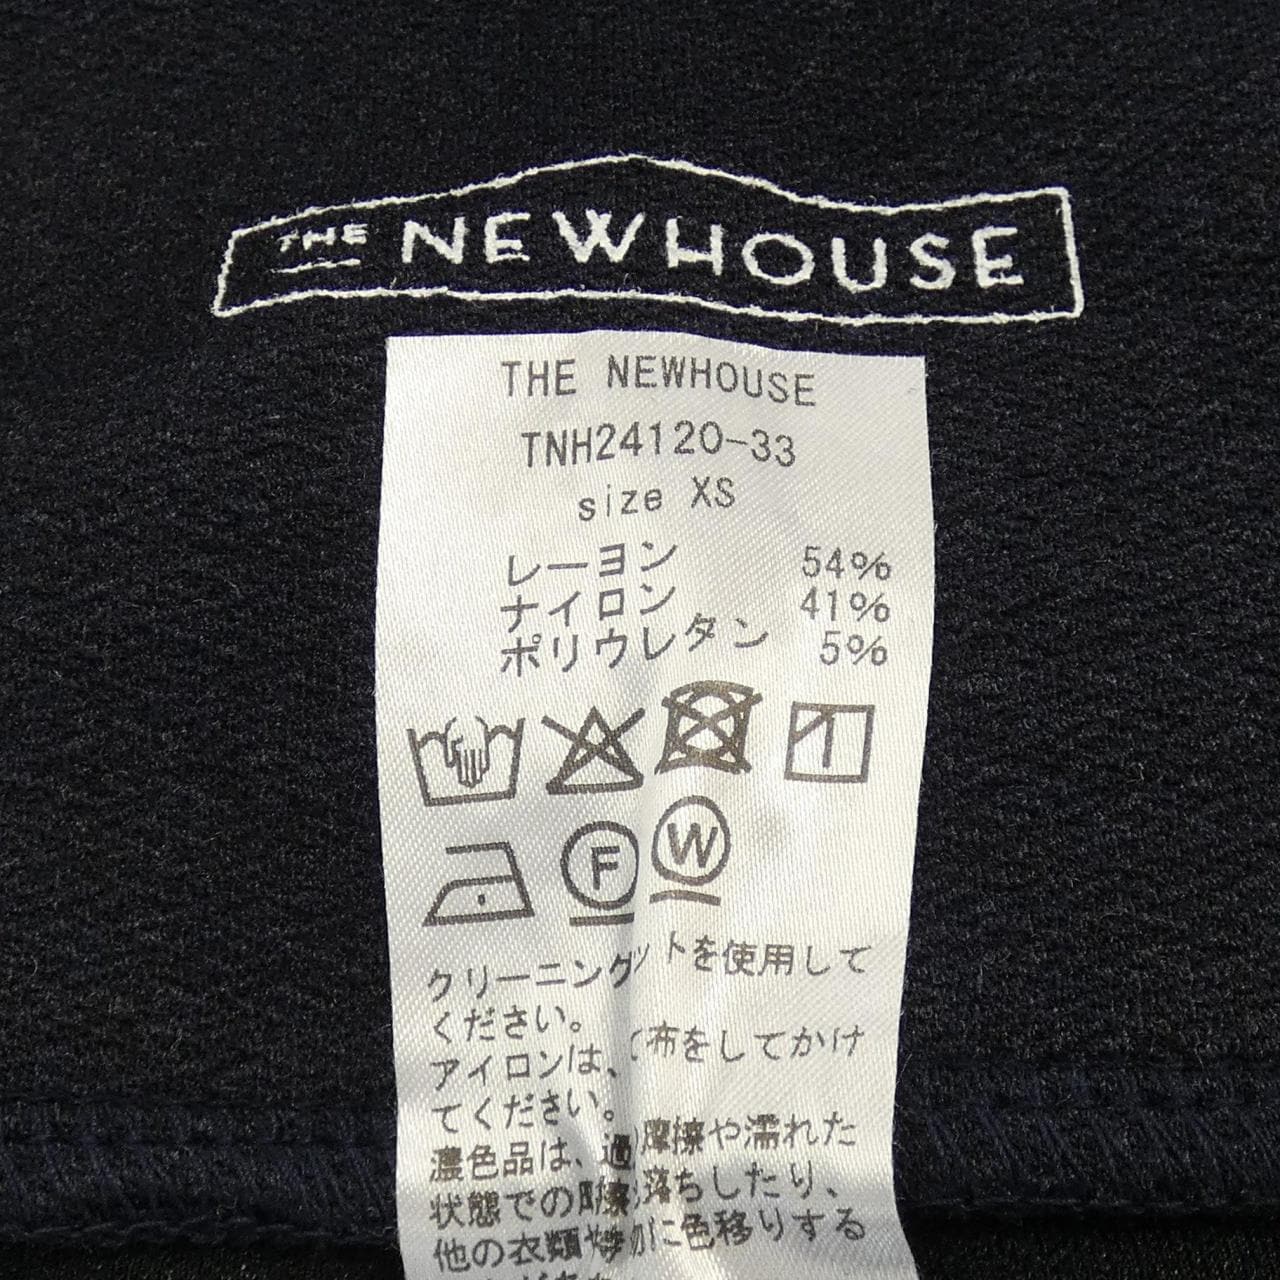 THE NEWHOUSE
THE NEWHOUSE
TNH24120-33
size XS
レーヨン 54%
ナイロン 41%
ポリウレタン 5%
F W
クリーニングネットを使用して
ください。
アイロンは、 て布をしてかけ
てください。
濃色品は、 摩擦や濡れた
状態での 落ちしたり、
他の衣類や に色移りする